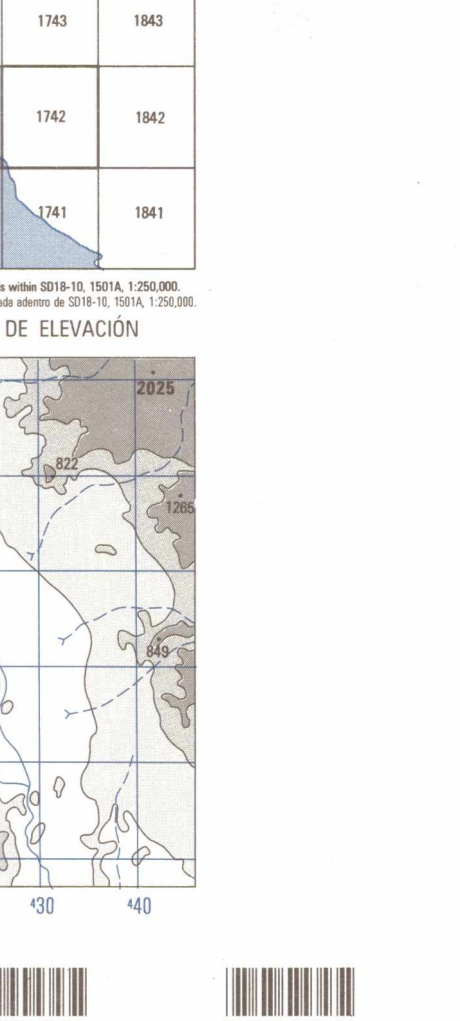 1743 1843
1742 1842
1741 1841
s within SD18-10, 1501A, 1:250,000.
ada adentro de SD18-10, 1501A, 1:250,000.
DE ELEVACIÓN
2025
822
1265
849
⁴30 ⁴40